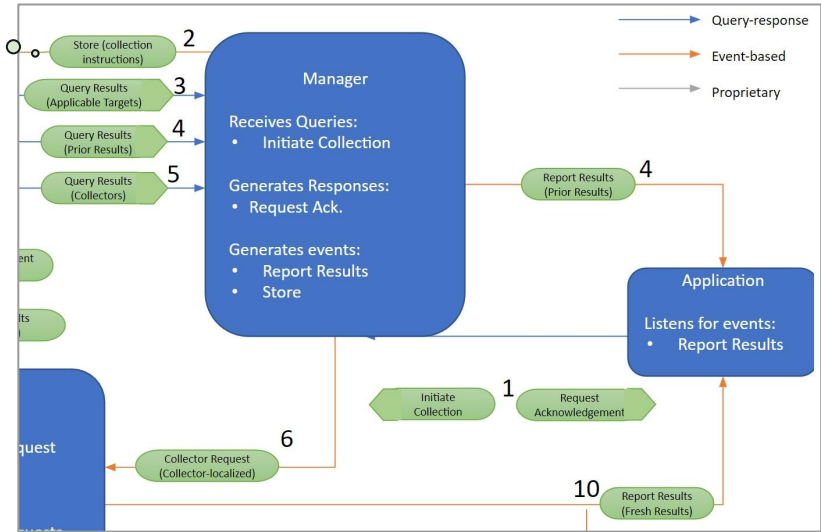 Store (collection
instructions)
2
Query Results
(Applicable Targets)
3
Query Results
(Prior Results)
4
Query Results
(Collectors)
5
Manager
Receives Queries:
• Initiate Collection
Generates Responses:
• Request Ack.
Generates events:
• Report Results
• Store
Query-response
Event-based
Proprietary
Report Results
(Prior Results)
4
Application
Listens for events:
• Report Results
Initiate
Collection
1
Request
Acknowledgement
6
Collector Request
(Collector-localized)
10
Report Results
(Fresh Results)